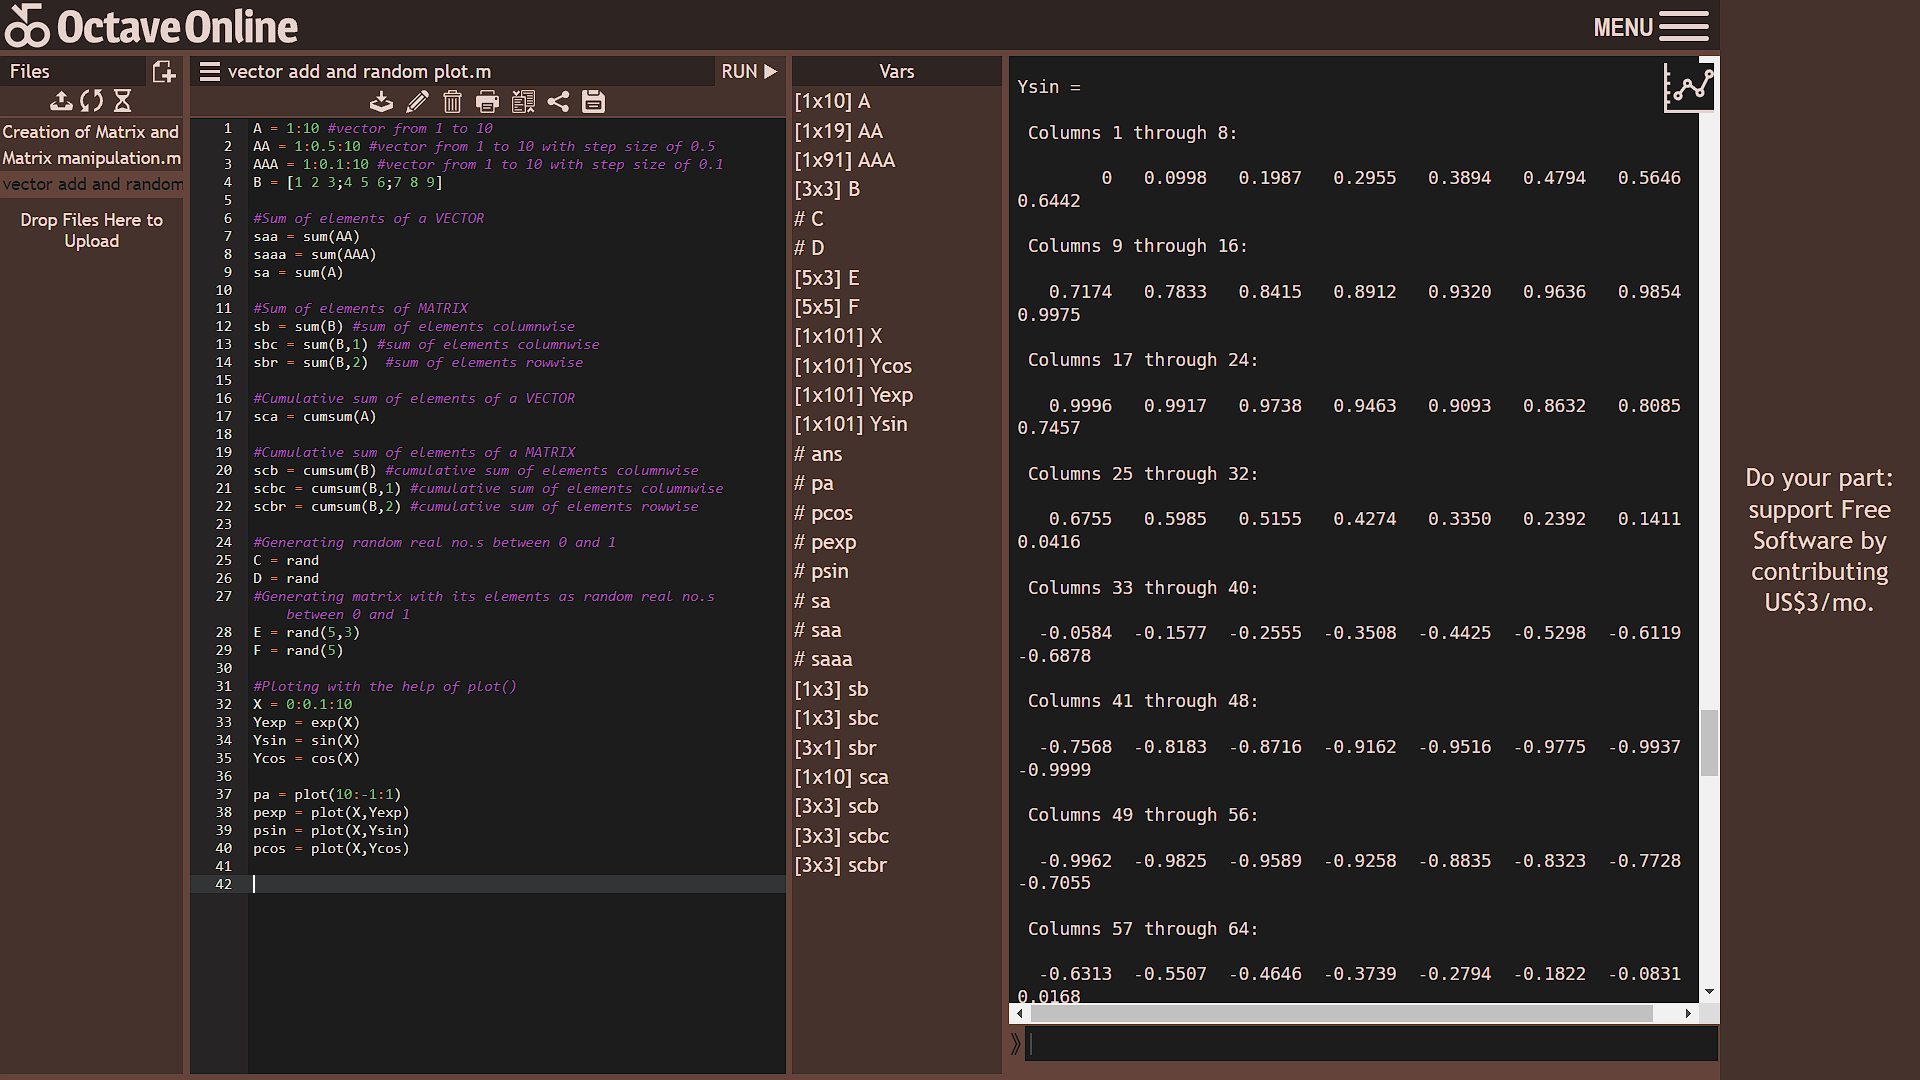 Octave Online
MENU
Files
vector add and random plot.m
RUN
Vars
Creation of Matrix and
Matrix manipulation.m
vector add and random
Drop Files Here to
Upload
1 A = 1:10 #vector from 1 to 10
2 AA = 1:0.5:10 #vector from 1 to 10 with step size of 0.5
3 AAA = 1:0.1:10 #vector from 1 to 10 with step size of 0.1
4 B = [1 2 3;4 5 6;7 8 9]
5
6 #Sum of elements of a VECTOR
7 saa = sum(AA)
8 saaa = sum(AAA)
9 sa = sum(A)
10
11 #Sum of elements of MATRIX
12 sb = sum(B) #sum of elements columnwise
13 sbc = sum(B,1) #sum of elements columnwise
14 sbr = sum(B,2)  #sum of elements rowwise
15
16 #Cumulative sum of elements of a VECTOR
17 sca = cumsum(A)
18
19 #Cumulative sum of elements of a MATRIX
20 scb = cumsum(B) #cumulative sum of elements columnwise
21 scbc = cumsum(B,1) #cumulative sum of elements columnwise
22 scbr = cumsum(B,2) #cumulative sum of elements rowwise
23
24 #Generating random real no.s between 0 and 1
25 C = rand
26 D = rand
27 #Generating matrix with its elements as random real no.s
between 0 and 1
28 E = rand(5,3)
29 F = rand(5)
30
31 #Ploting with the help of plot()
32 X = 0:0.1:10
33 Yexp = exp(X)
34 Ysin = sin(X)
35 Ycos = cos(X)
36
37 pa = plot(10:-1:1)
38 pexp = plot(X,Yexp)
39 psin = plot(X,Ysin)
40 pcos = plot(X,Ycos)
41
42
[1x10] A
[1x19] AA
[1x91] AAA
[3x3] B
# C
# D
[5x3] E
[5x5] F
[1x101] X
[1x101] Ycos
[1x101] Yexp
[1x101] Ysin
# ans
# pa
# pcos
# pexp
# psin
# sa
# saa
# saaa
[1x3] sb
[1x3] sbc
[3x1] sbr
[1x10] sca
[3x3] scb
[3x3] scbc
[3x3] scbr
Ysin =
Columns 1 through 8:
0 0.0998 0.1987 0.2955 0.3894 0.4794 0.5646
0.6442
Columns 9 through 16:
0.7174 0.7833 0.8415 0.8912 0.9320 0.9636 0.9854
0.9975
Columns 17 through 24:
0.9996 0.9917 0.9738 0.9463 0.9093 0.8632 0.8085
0.7457
Columns 25 through 32:
0.6755 0.5985 0.5155 0.4274 0.3350 0.2392 0.1411
0.0416
Columns 33 through 40:
-0.0584 -0.1577 -0.2555 -0.3508 -0.4425 -0.5298 -0.6119
-0.6878
Columns 41 through 48:
-0.7568 -0.8183 -0.8716 -0.9162 -0.9516 -0.9775 -0.9937
-0.9999
Columns 49 through 56:
-0.9962 -0.9825 -0.9589 -0.9258 -0.8835 -0.8323 -0.7728
-0.7055
Columns 57 through 64:
-0.6313 -0.5507 -0.4646 -0.3739 -0.2794 -0.1822 -0.0831
0.0168
Do your part:
support Free
Software by
contributing
US$3/mo.